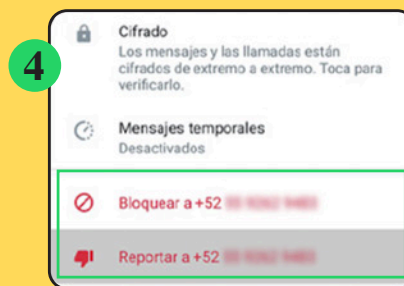 4
Cifrado
Los mensajes y las llamadas están
cifrados de extremo a extremo. Toca para
verificarlo.
Mensajes temporales
Desactivados
Bloquear a +52
Reportar a +52